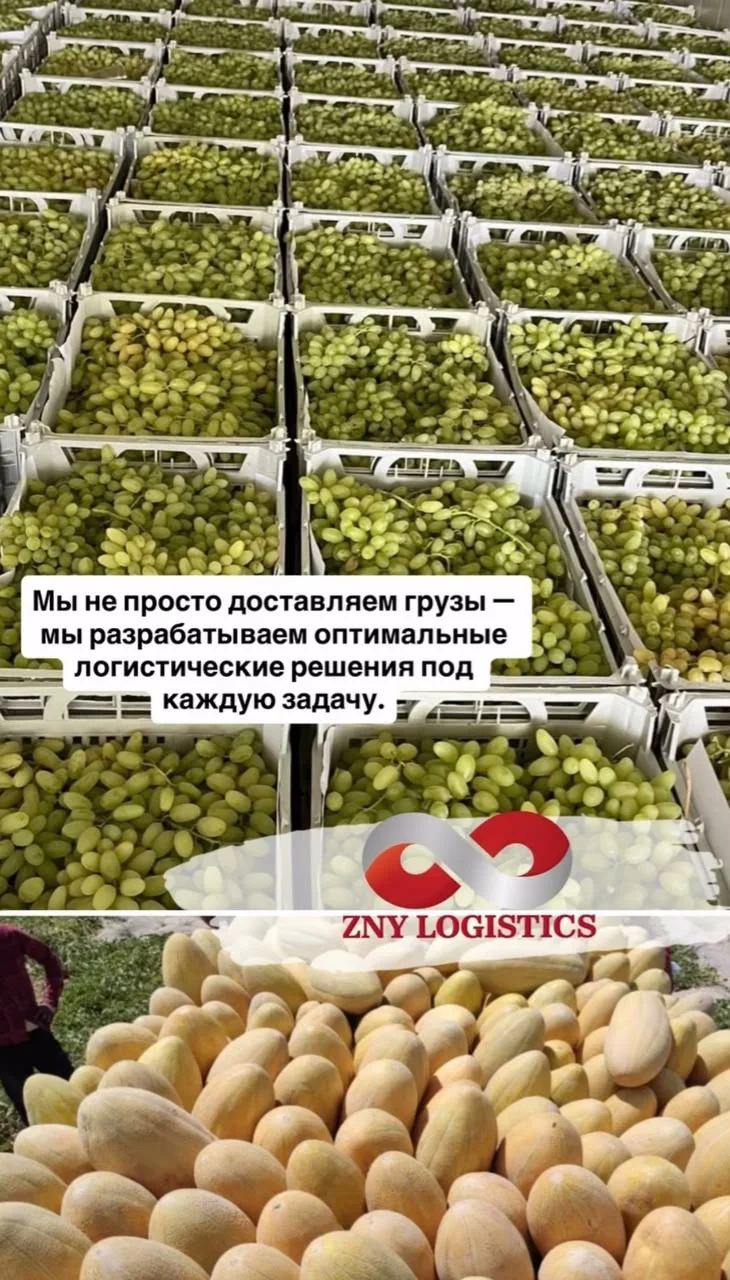 Мы не просто доставляем грузы —
мы разрабатываем оптимальные
логистические решения под
каждую задачу.
ZNY LOGISTICS